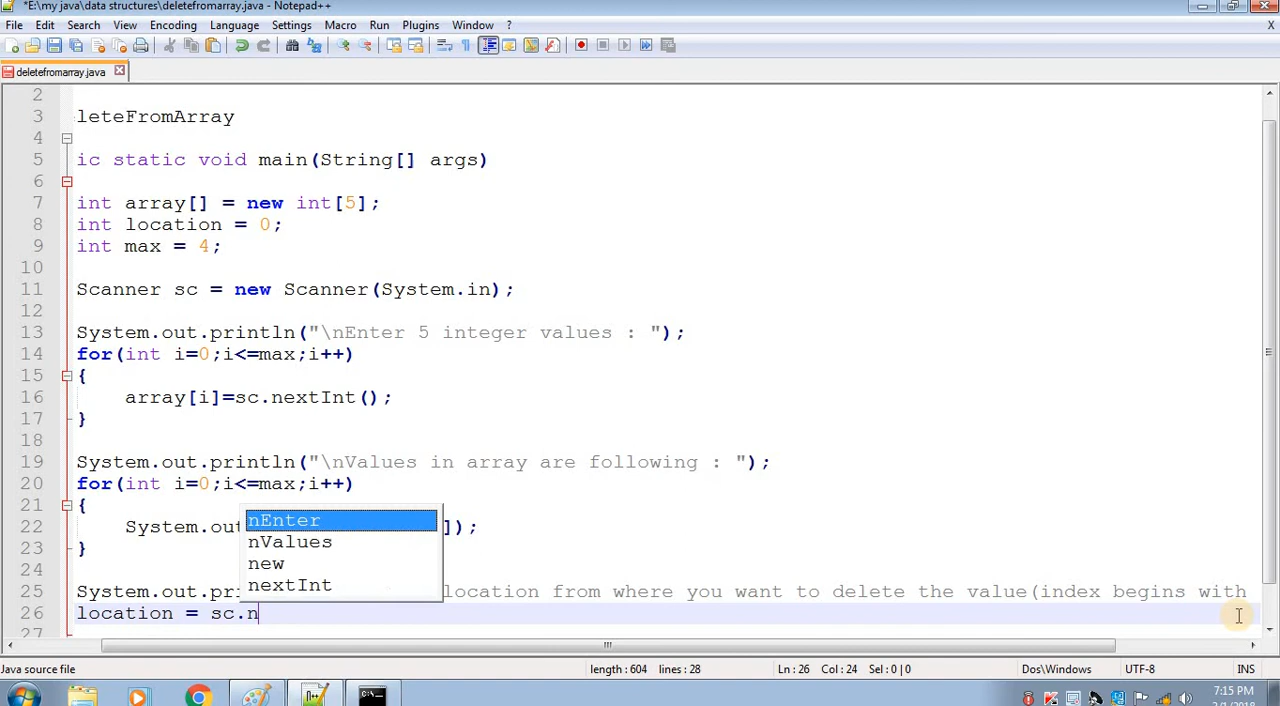 *E:\my java\data structures\deletefromarray.java - Notepad++
File Edit Search View Encoding Language Settings Macro Run Plugins Window ? X
deletefromarray.java
2
3 leteFromArray
4
5 ic static void main(String[] args)
6
7 int array[] = new int[5];
8 int location = 0;
9 int max = 4;
10
11 Scanner sc = new Scanner(System.in);
12
13 System.out.println("\nEnter 5 integer values : ");
14 for(int i=0;i<=max;i++)
15 {
16 array[i]=sc.nextInt();
17 }
18
19 System.out.println("\nValues in array are following : ");
20 for(int i=0;i<=max;i++)
21 {
22 System.out ]);
23 }
24
25 System.out.pri location from where you want to delete the value(index begins with
26 location = sc.n
27
nEnter
nValues
new
nextInt
Java source file length : 604 lines : 28 Ln : 26 Col : 24 Sel : 0 | 0 Dos\Windows UTF-8 INS
7:15 PM